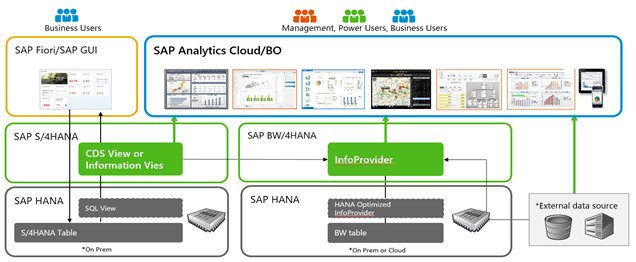 Business Users
Management, Power Users, Business Users
SAP Fiori/SAP GUI
SAP Analytics Cloud/BO
SAP S/4HANA
CDS View or
Information Vies
SAP BW/4HANA
InfoProvider
SAP HANA
SQL View
S/4HANA Table
*On Prem
SAP HANA
HANA Optimized
InfoProvider
BW table
*On Prem or Cloud
*External data source